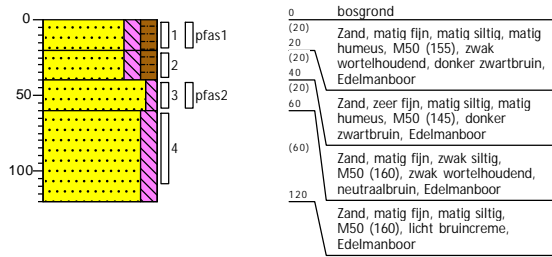 0
50
100
1 pfas1
2
3 pfas2
4
0 bosgrond
(20)
Zand, matig fijn, matig siltig, matig
20
humeus, M50 (155), zwak
(20)
wortelhoudend, donker zwartbruin,
Edelmanboor
40
(20)
Zand, zeer fijn, matig siltig, matig
60
humeus, M50 (145), donker
zwartbruin, Edelmanboor
(60)
Zand, matig fijn, zwak siltig,
M50 (160), zwak wortelhoudend,
neutraalbruin, Edelmanboor
120
Zand, matig fijn, matig siltig,
M50 (160), licht bruincreme,
Edelmanboor